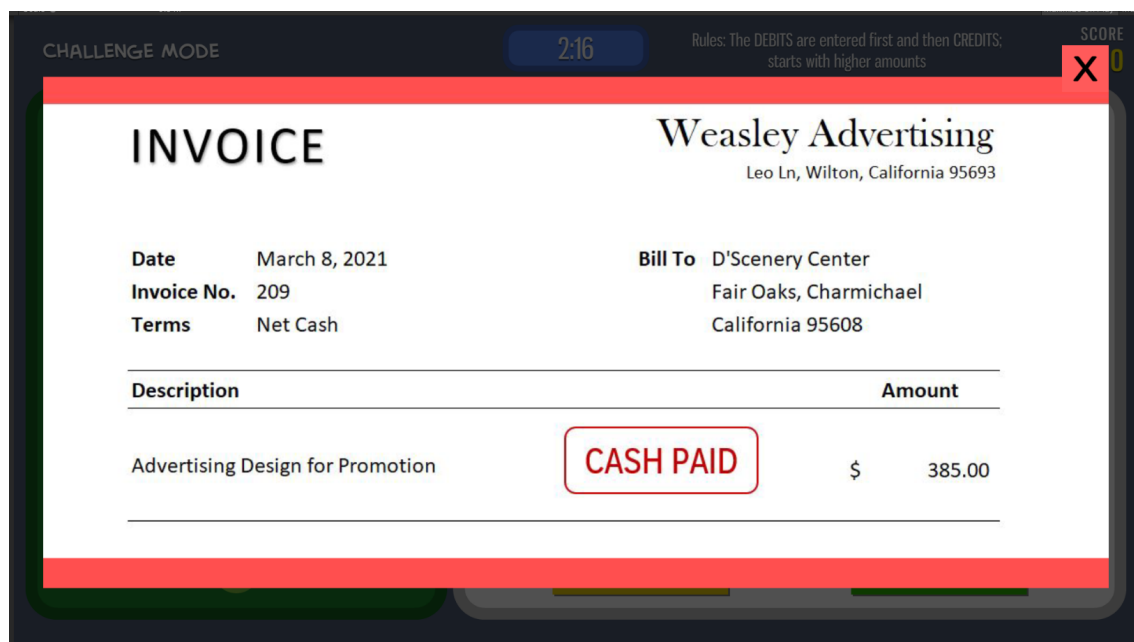 CHALLENGE MODE
2:16
Rules: The DEBITS are entered first and then CREDITS;
starts with higher amounts
SCORE
0
X
INVOICE
Weasley Advertising
Leo Ln, Wilton, California 95693
Date March 8, 2021
Invoice No. 209
Terms Net Cash
Bill To D'Scenery Center
Fair Oaks, Charmichael
California 95608
Description Amount
Advertising Design for Promotion
CASH PAID
$ 385.00